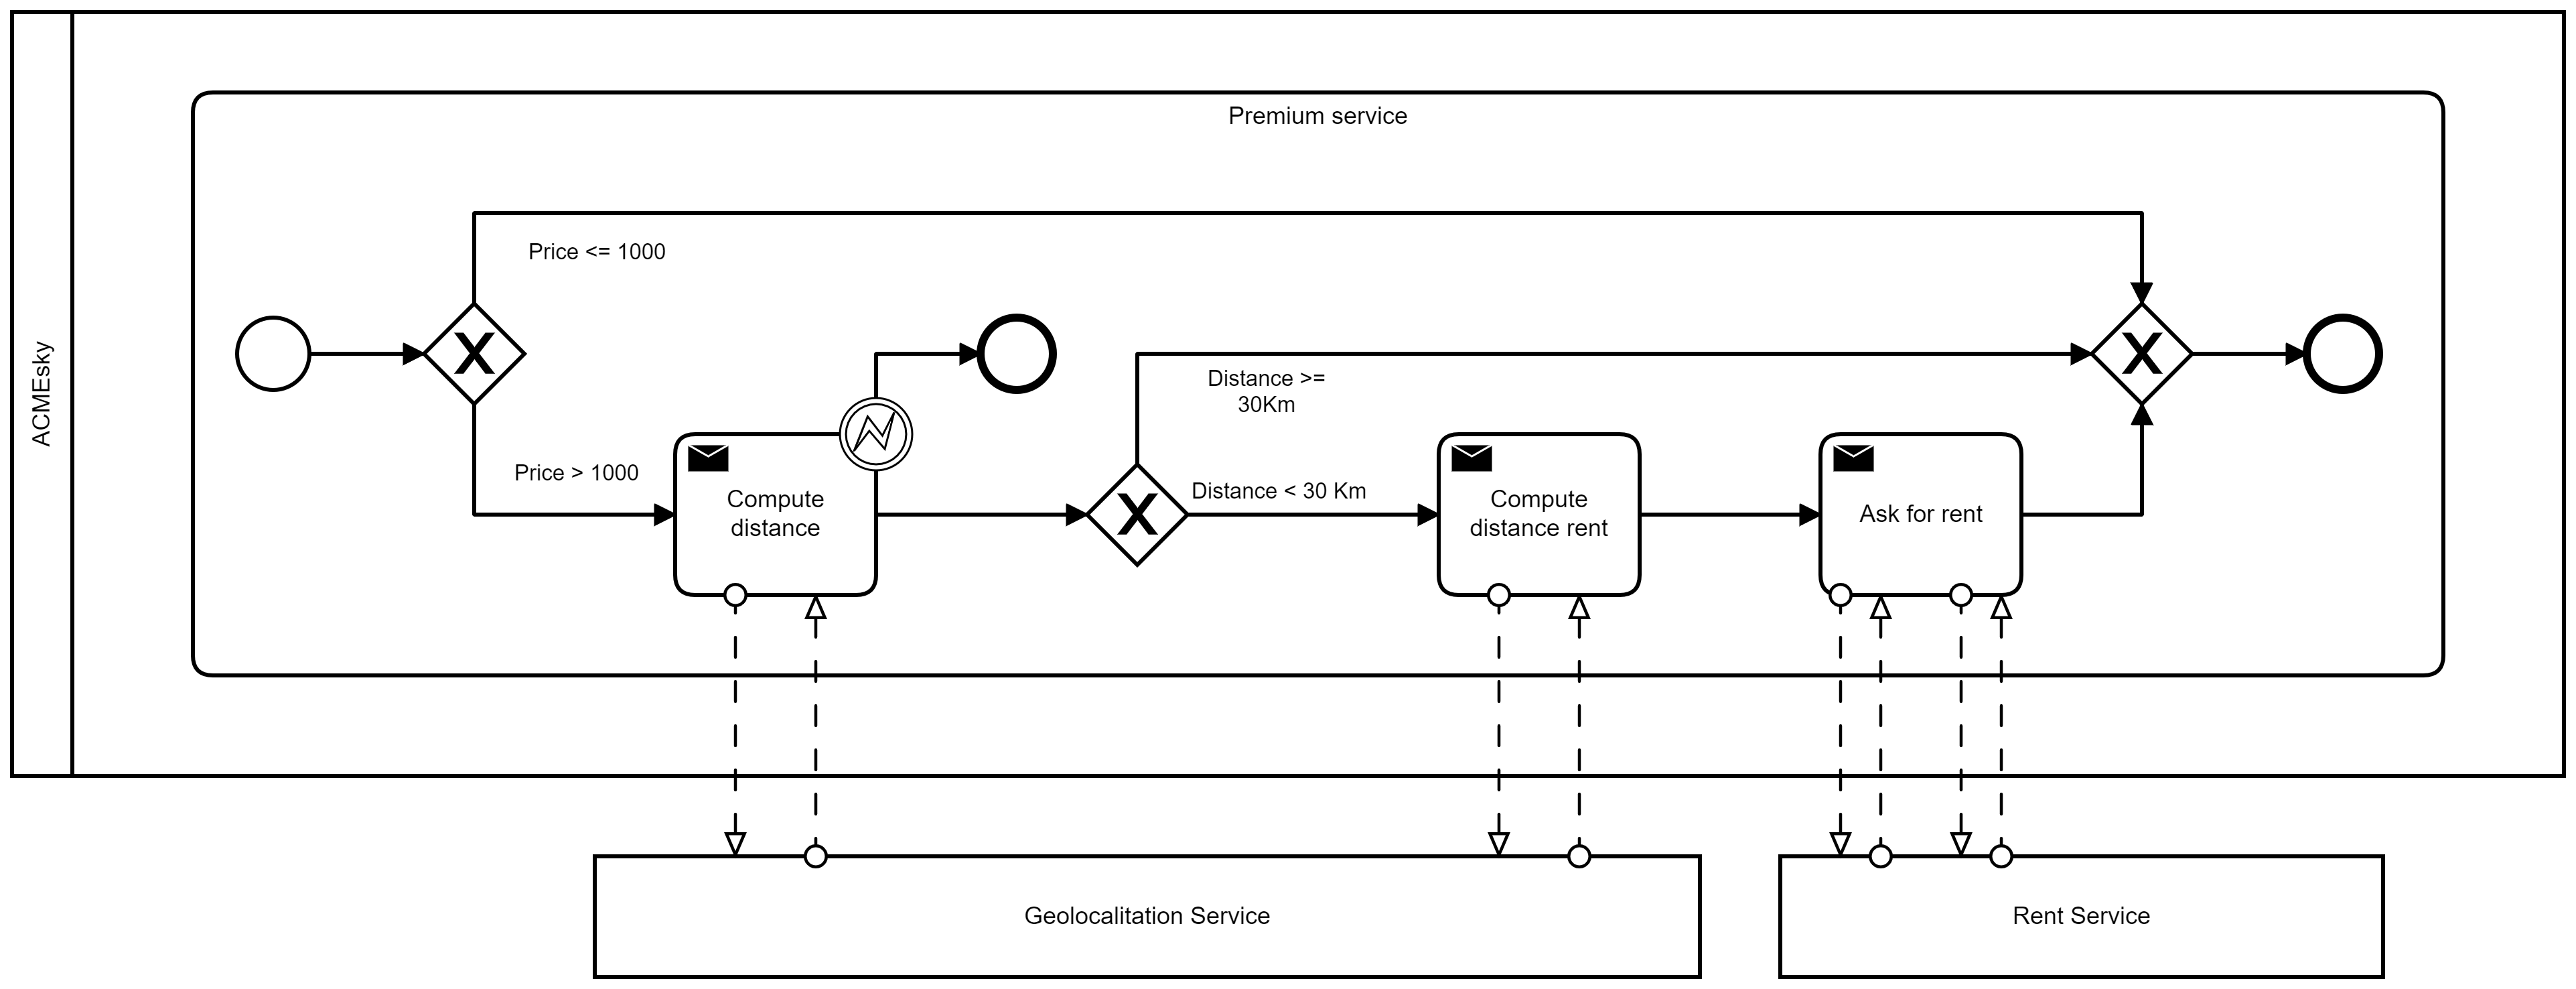 Premium service
Price <= 1000
ACMEsky
Distance >=
30Km
Price > 1000
Distance < 30 Km
Compute
distance
Compute
distance rent
Ask for rent
Geolocalitation Service
Rent Service